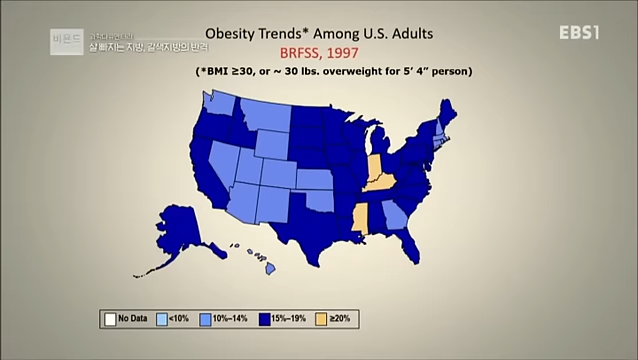 비욘드
살 빠지는 지방, 갈색지방의 반격
EBS1
Obesity Trends* Among U.S. Adults
BRFSS, 1997
(*BMI ≥30, or ~ 30 lbs. overweight for 5' 4" person)
No Data <10% 10%–14% 15%–19% ≥20%